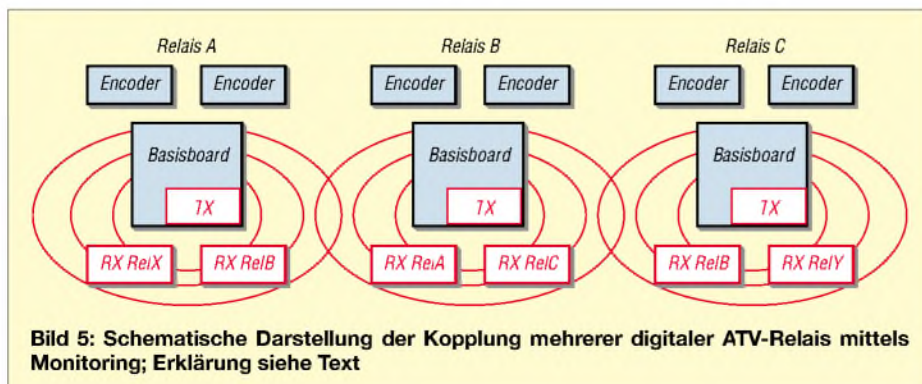 Relais A Relais B Relais C
Encoder Encoder Encoder Encoder Encoder Encoder
Basisboard Basisboard Basisboard
TX TX TX
RX RelX RX RelB RX RelA RX RelC RX RelB RX RelY
Bild 5: Schematische Darstellung der Kopplung mehrerer digitaler ATV-Relais mittels
Monitoring; Erklärung siehe Text